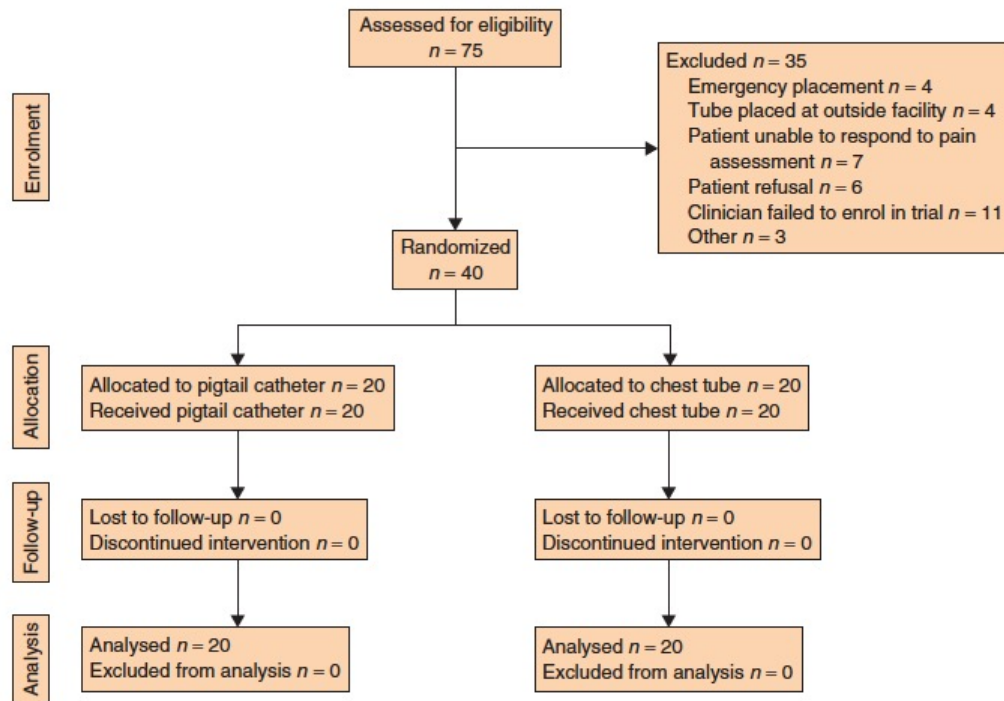 Assessed for eligibility
n = 75
Excluded n = 35
Emergency placement n = 4
Tube placed at outside facility n = 4
Patient unable to respond to pain
assessment n = 7
Patient refusal n = 6
Clinician failed to enrol in trial n = 11
Other n = 3
Enrolment
Randomized
n = 40
Allocation
Allocated to pigtail catheter n = 20
Received pigtail catheter n = 20
Allocated to chest tube n = 20
Received chest tube n = 20
Follow-up
Lost to follow-up n = 0
Discontinued intervention n = 0
Lost to follow-up n = 0
Discontinued intervention n = 0
Analysis
Analysed n = 20
Excluded from analysis n = 0
Analysed n = 20
Excluded from analysis n = 0